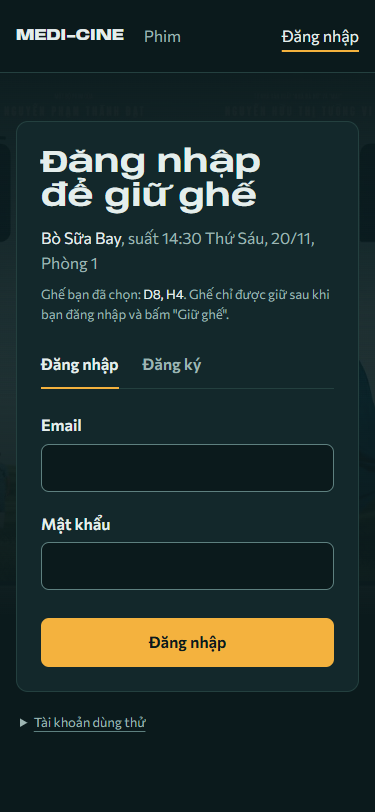 MEDI-CINE Phim Đăng nhập
Đăng nhập
để giữ ghế
Bò Sữa Bay, suất 14:30 Thứ Sáu, 20/11,
Phòng 1
Ghế bạn đã chọn: D8, H4. Ghế chỉ được giữ sau khi
bạn đăng nhập và bấm "Giữ ghế".
Đăng nhập Đăng ký
Email
Mật khẩu
Đăng nhập
Tài khoản dùng thử